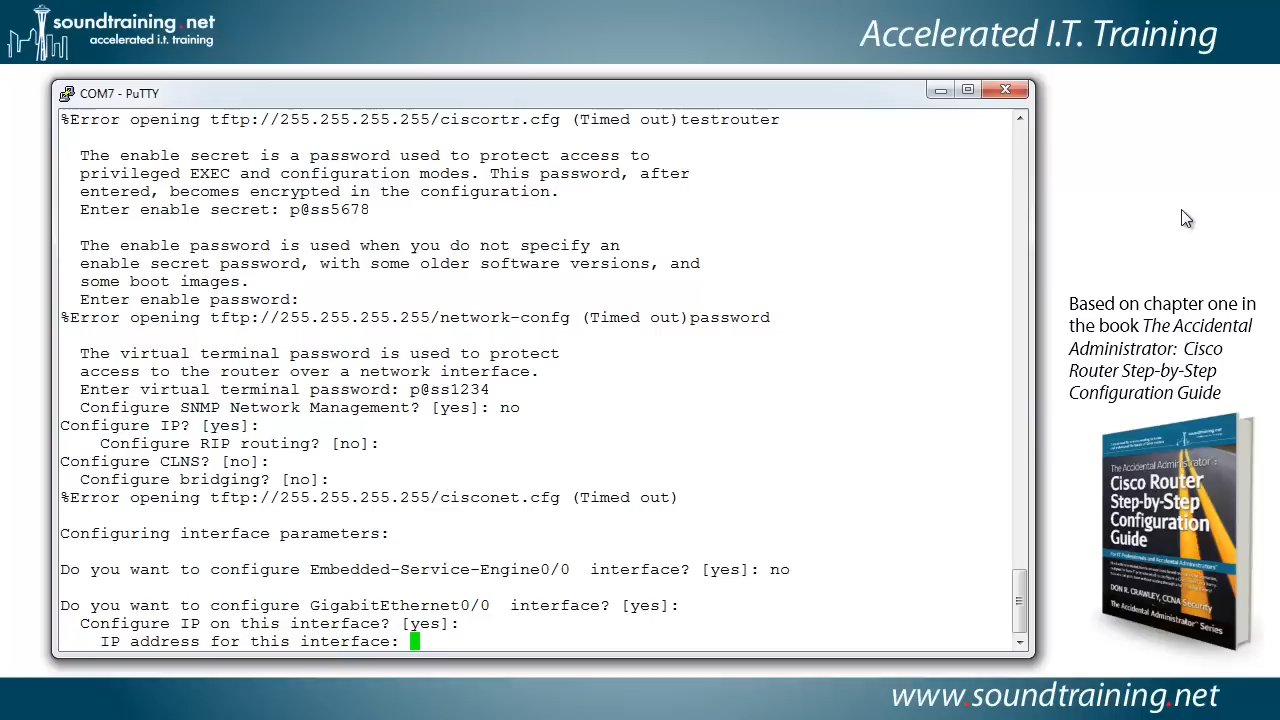 soundtraining.net
accelerated i.t. training
Accelerated I.T. Training
COM7 - PuTTY
%Error opening tftp://255.255.255.255/ciscortr.cfg (Timed out)testrouter
The enable secret is a password used to protect access to
privileged EXEC and configuration modes. This password, after
entered, becomes encrypted in the configuration.
Enter enable secret: p@ss5678
The enable password is used when you do not specify an
enable secret password, with some older software versions, and
some boot images.
Enter enable password:
%Error opening tftp://255.255.255.255/network-confg (Timed out)password
The virtual terminal password is used to protect
access to the router over a network interface.
Enter virtual terminal password: p@ss1234
Configure SNMP Network Management? [yes]: no
Configure IP? [yes]:
Configure RIP routing? [no]:
Configure CLNS? [no]:
Configure bridging? [no]:
%Error opening tftp://255.255.255.255/cisconet.cfg (Timed out)
Configuring interface parameters:
Do you want to configure Embedded-Service-Engine0/0 interface? [yes]: no
Do you want to configure GigabitEthernet0/0 interface? [yes]:
Configure IP on this interface? [yes]:
IP address for this interface:
Based on chapter one in
the book The Accidental
Administrator: Cisco
Router Step-by-Step
Configuration Guide
soundtraining.net
The Accidental Administrator:
Cisco Router
Step-by-Step
Configuration
Guide
For IT Professionals and Accidental Administrators
DON R. CRAWLEY, CCNA Security
The Accidental Administrator Series
www.soundtraining.net